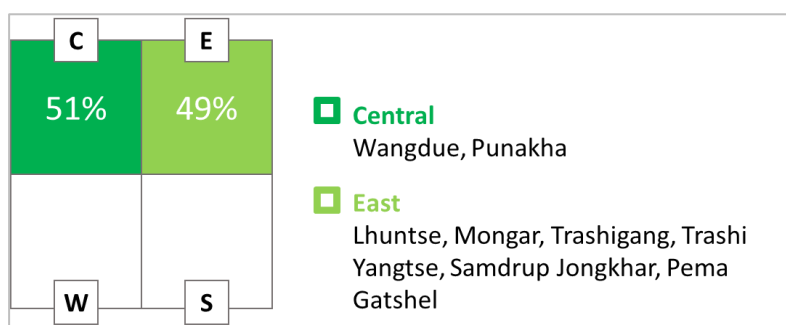 C E
51% 49%
W S
Central
Wangdue, Punakha
East
Lhuntse, Mongar, Trashigang, Trashi
Yangtse, Samdrup Jongkhar, Pema
Gatshel